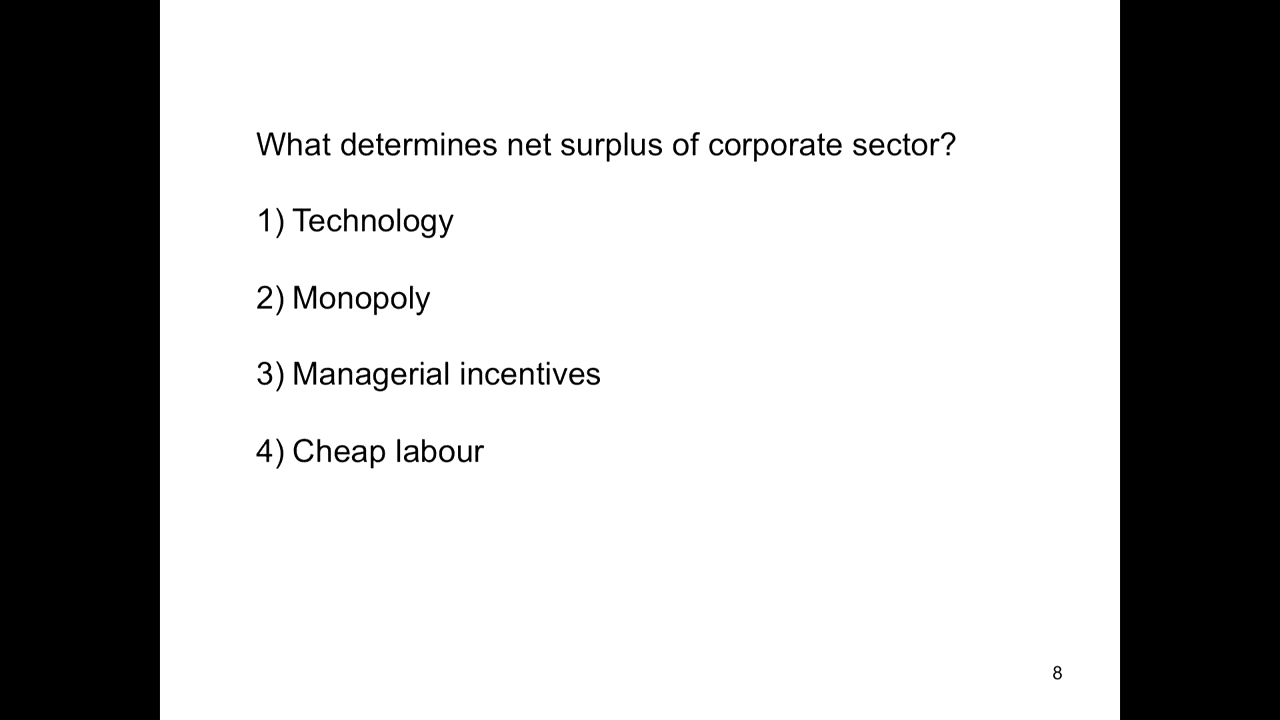 What determines net surplus of corporate sector?
1) Technology
2) Monopoly
3) Managerial incentives
4) Cheap labour
8